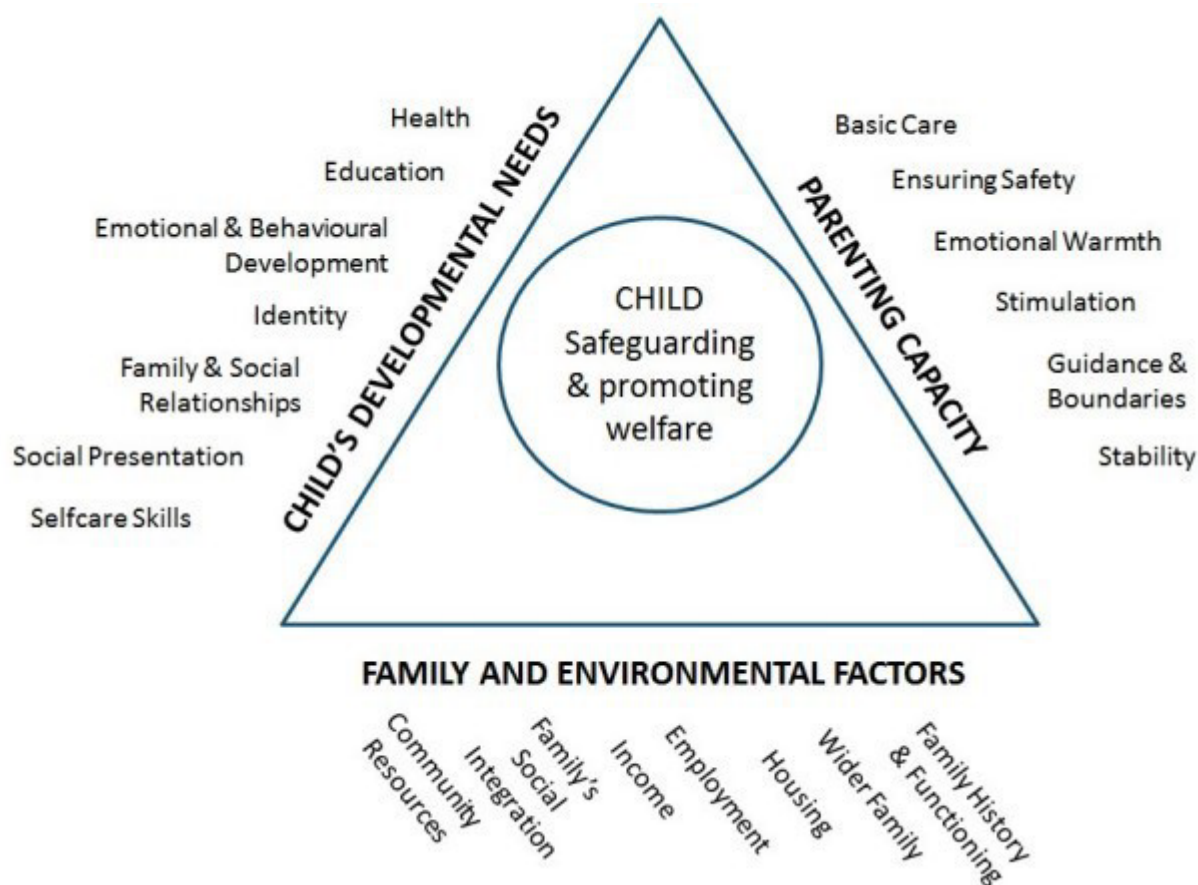 Health
Education
Emotional & Behavioural
Development
Identity
Family & Social
Relationships
Social Presentation
Selfcare Skills
CHILD'S DEVELOPMENTAL NEEDS
CHILD
Safeguarding
& promoting
welfare
PARENTING CAPACITY
Basic Care
Ensuring Safety
Emotional Warmth
Stimulation
Guidance &
Boundaries
Stability
FAMILY AND ENVIRONMENTAL FACTORS
Community
Resources
Family's
Social
Integration
Income
Employment
Housing
Wider Family
Family History
& Functioning